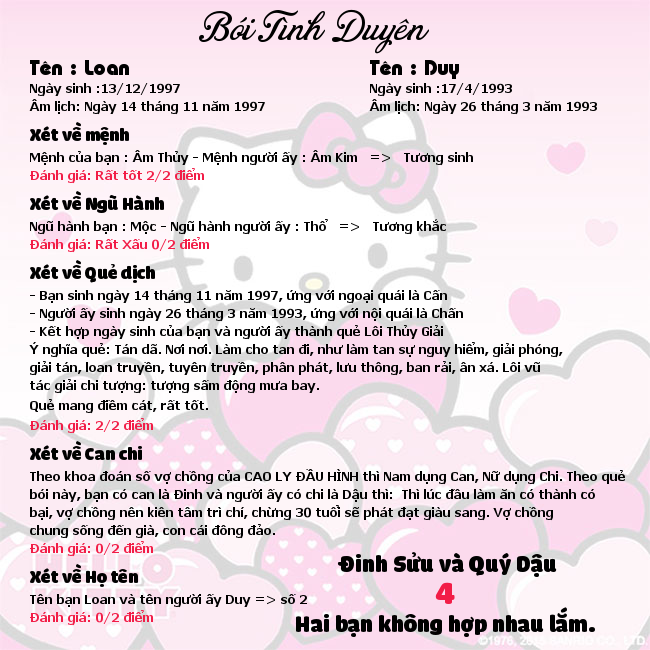 Bói Tình Duyên
Tên : Loan
Tên : Duy
Ngày sinh :13/12/1997
Ngày sinh :17/4/1993
Âm lịch: Ngày 14 tháng 11 năm 1997
Âm lịch: Ngày 26 tháng 3 năm 1993
Xét về mệnh
Mệnh của bạn : Âm Thủy - Mệnh người ấy : Âm Kim => Tương sinh
Đánh giá: Rất tốt 2/2 điểm
Xét về Ngũ Hành
Ngũ hành bạn : Mộc - Ngũ hành người ấy : Thổ => Tương khắc
Đánh giá: Rất Xấu 0/2 điểm
Xét về Quẻ dịch
- Bạn sinh ngày 14 tháng 11 năm 1997, ứng với ngoại quái là Cấn
- Người ấy sinh ngày 26 tháng 3 năm 1993, ứng với nội quái là Chấn
- Kết hợp ngày sinh của bạn và người ấy thành quẻ Lôi Thủy Giải
Ý nghĩa quẻ: Tán dã. Nơi nơi. Làm cho tan đi, như làm tan sự nguy hiểm, giải phóng,
giải tán, loan truyền, tuyên truyền, phân phát, lưu thông, ban rải, ân xá. Lôi vũ
tác giải chi tượng: tượng sấm động mưa bay.
Quẻ mang điềm cát, rất tốt.
Đánh giá: 2/2 điểm
Xét về Can chi
Theo khoa đoán số vợ chồng của CAO LY ĐẦU HÌNH thì Nam dụng Can, Nữ dụng Chi. Theo quẻ
bói này, bạn có can là Đinh và người ấy có chi là Dậu thì: Thì lúc đầu làm ăn có thành có
bại, vợ chồng nên kiên tâm trì chí, chừng 30 tuổi sẽ phát đạt giàu sang. Vợ chồng
chung sống đến già, con cái đông đảo.
Đánh giá: 0/2 điểm
Xét về Họ tên
Tên bạn Loan và tên người ấy Duy => số 2
Đánh giá: 0/2 điểm
Đinh Sửu và Quý Dậu
4
Hai bạn không hợp nhau lắm.
HELLO